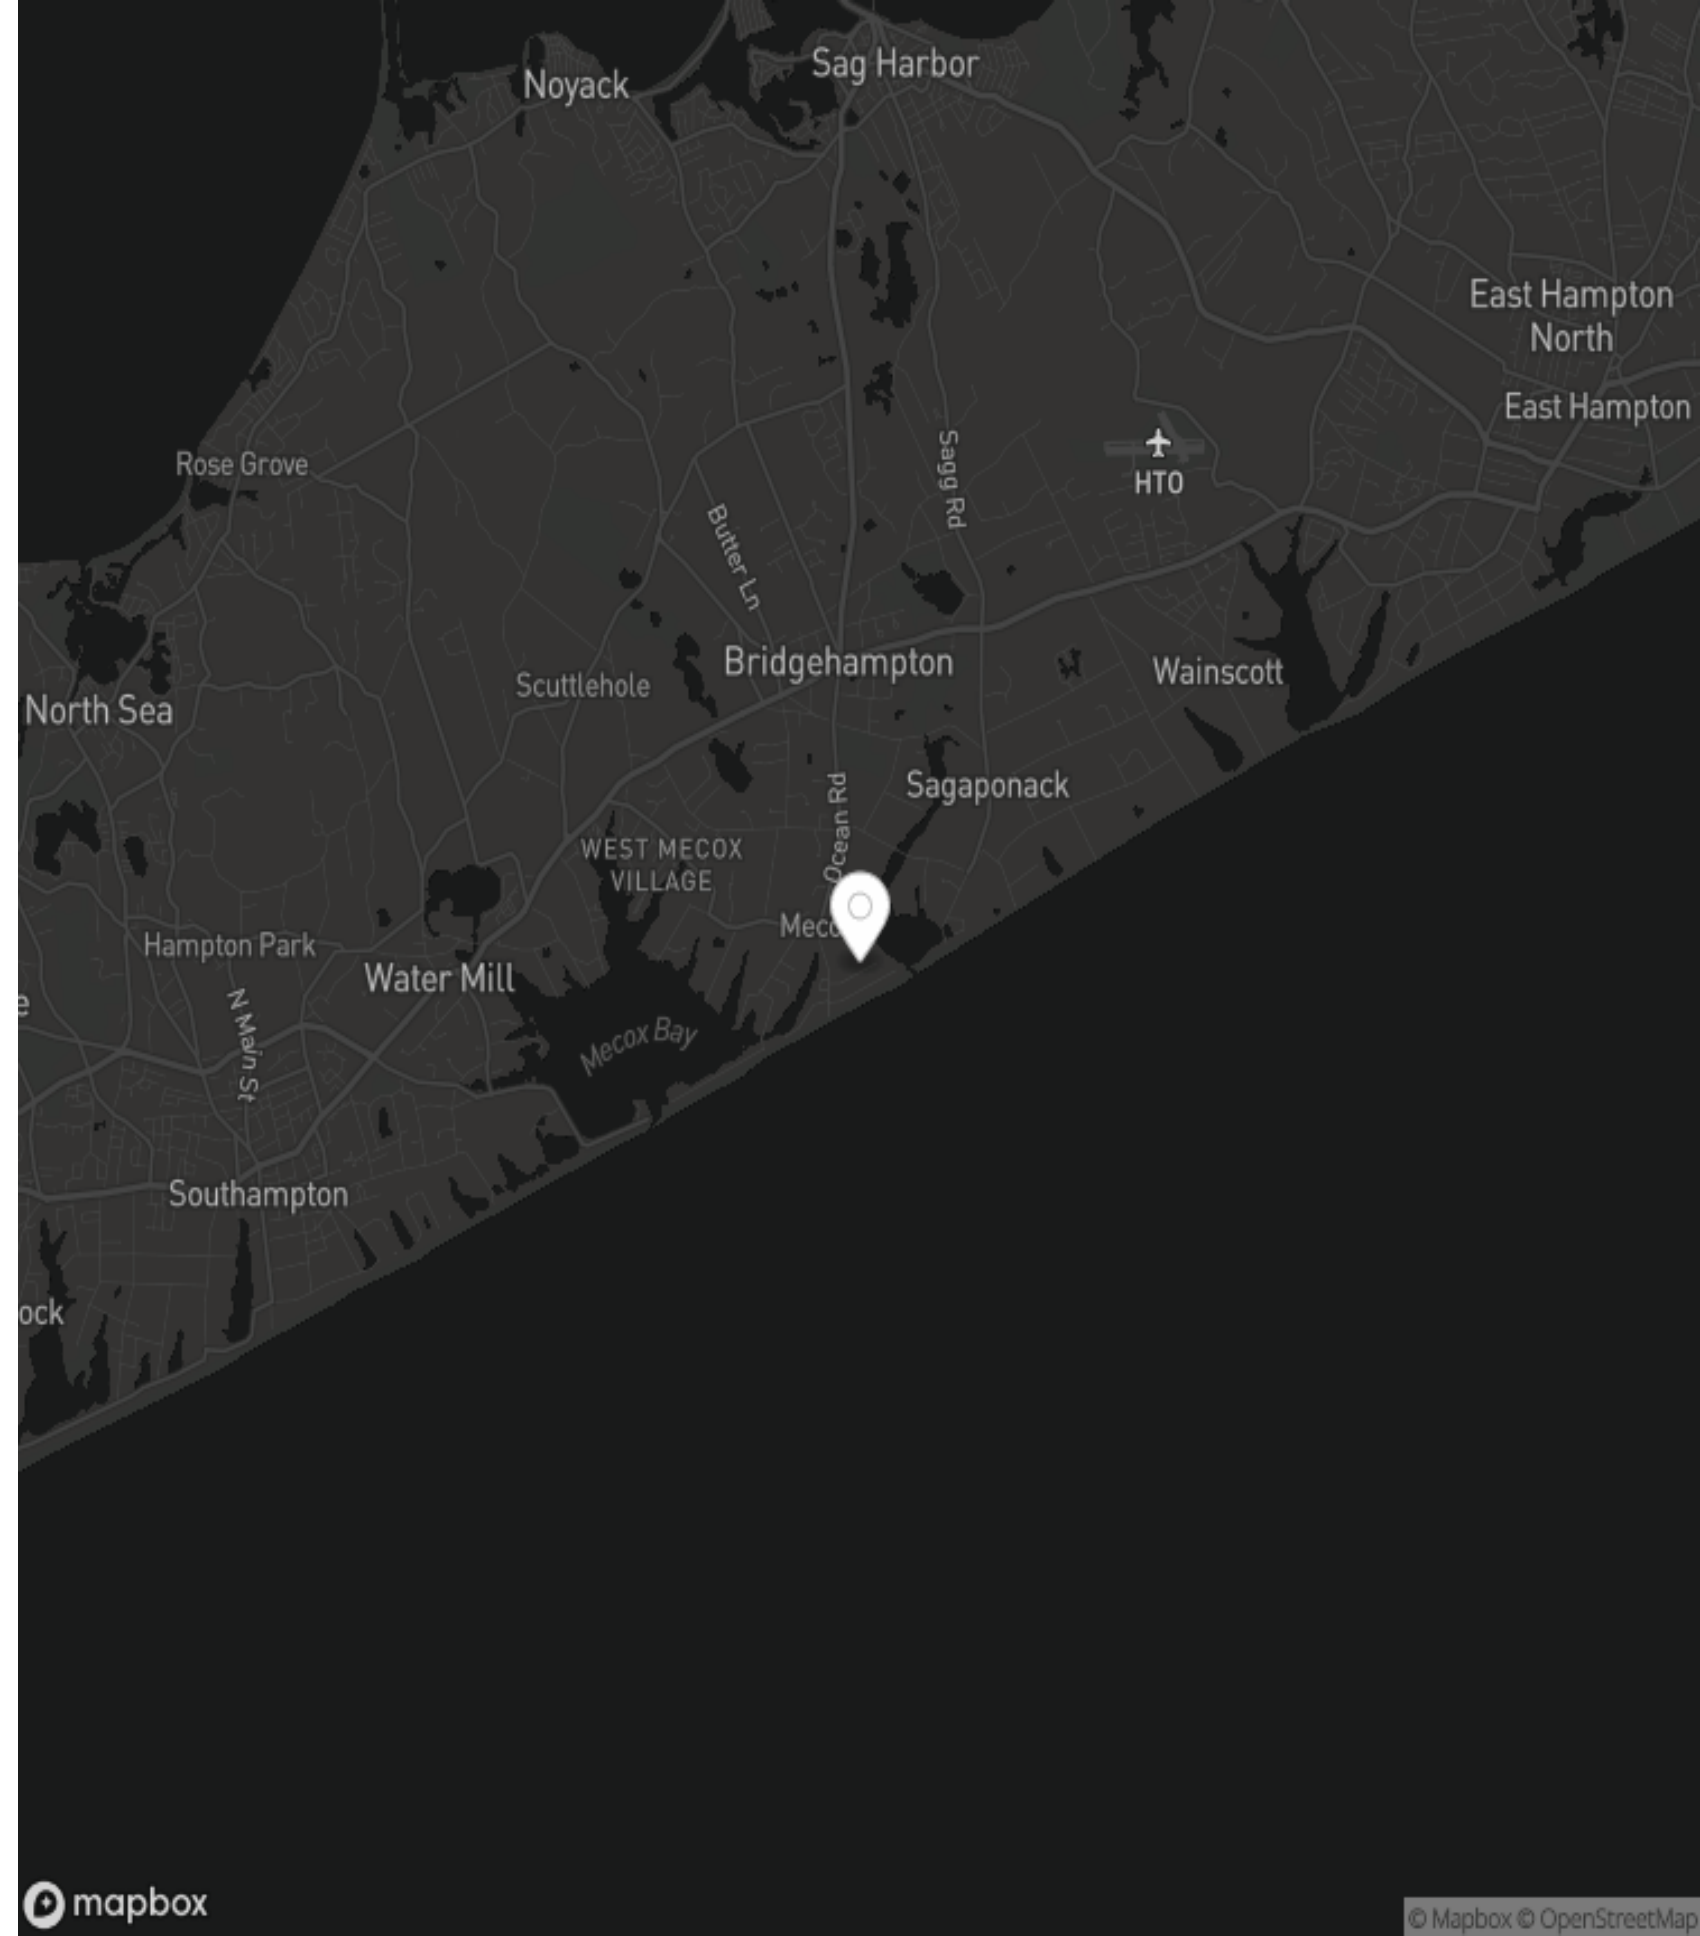 Sag Harbor
Noyack
East Hampton
North
East Hampton
Rose Grove
HTO
Sagg Rd
Butter Ln
Bridgehampton
Wainscott
Scuttlehole
North Sea
Sagaponack
Ocean Rd
WEST MECOX
VILLAGE
Meco
Hampton Park
Water Mill
e
N Main St
Mecox Bay
Southampton
ock
mapbox
© Mapbox © OpenStreetMap